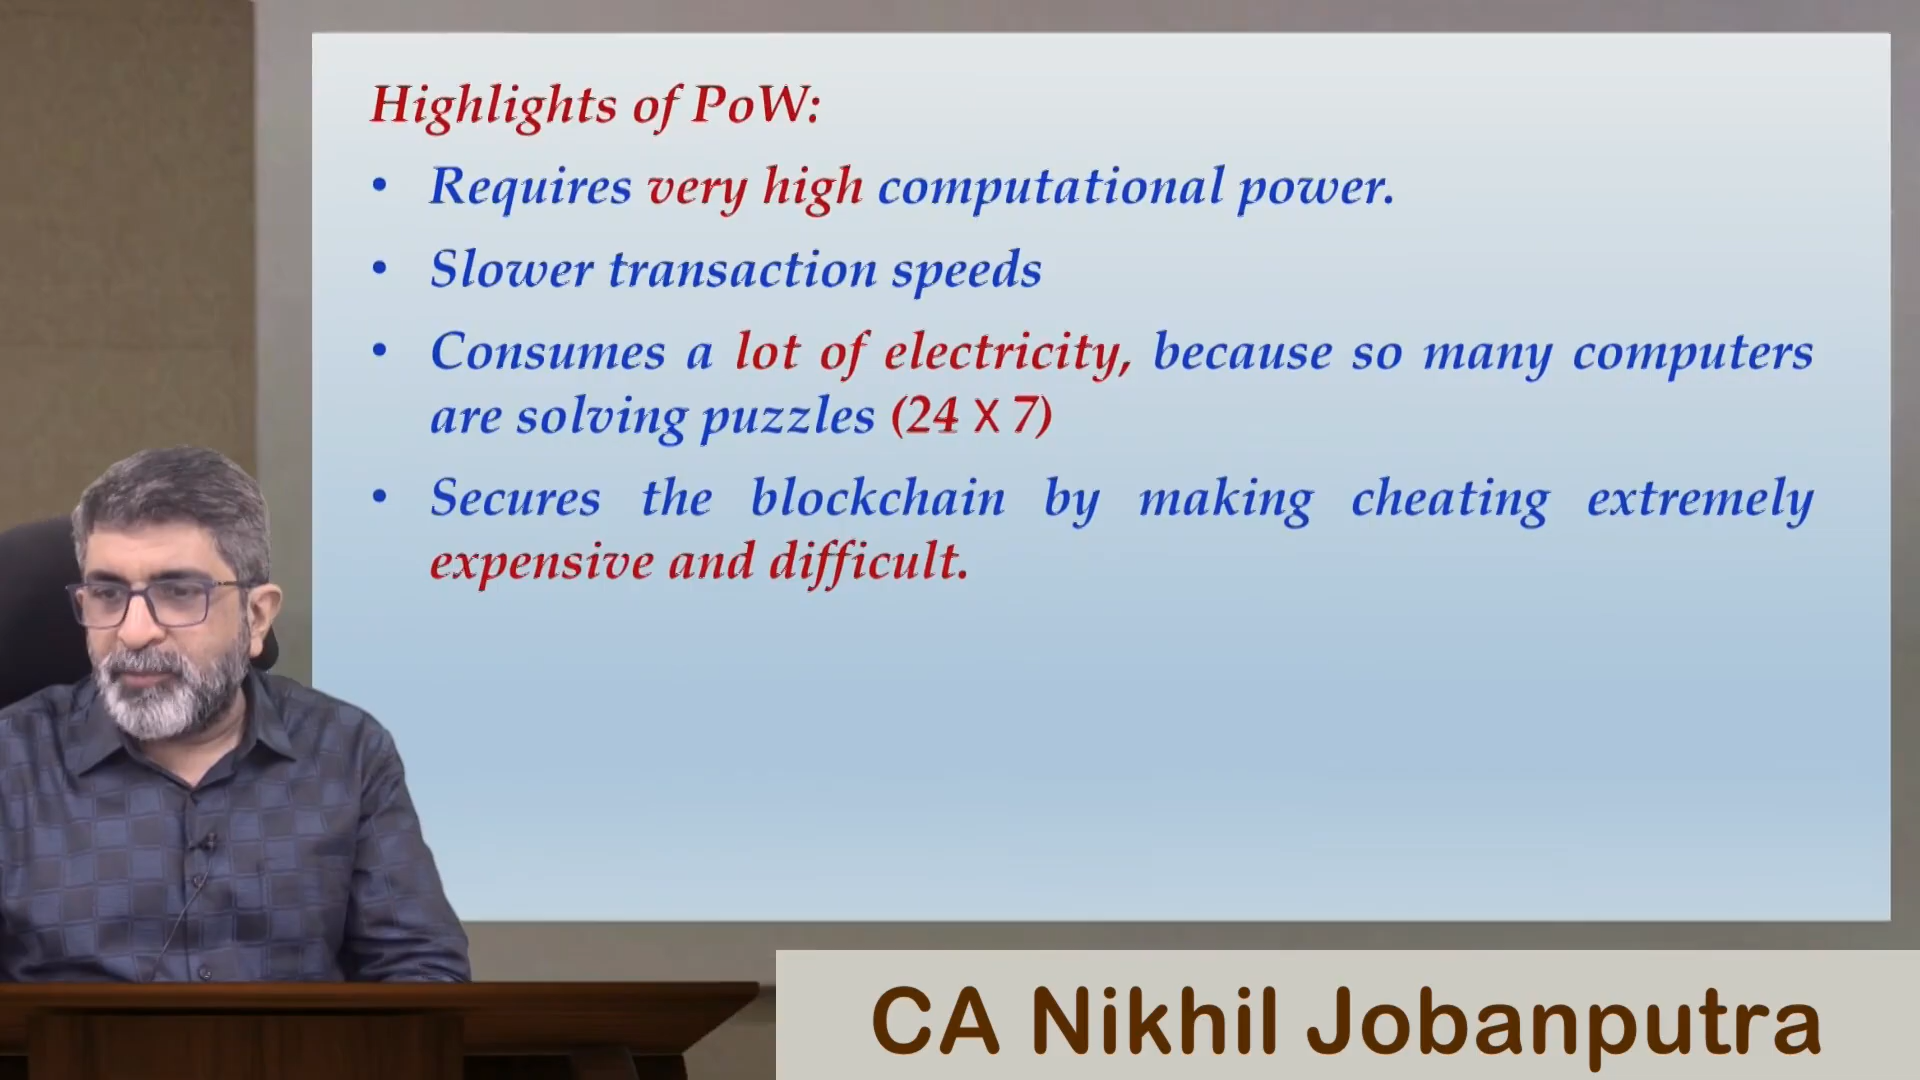 Highlights of PoW:
• Requires very high computational power.
• Slower transaction speeds
• Consumes a lot of electricity, because so many computers
are solving puzzles (24 X 7)
• Secures the blockchain by making cheating extremely
expensive and difficult.
CA Nikhil Jobanputra